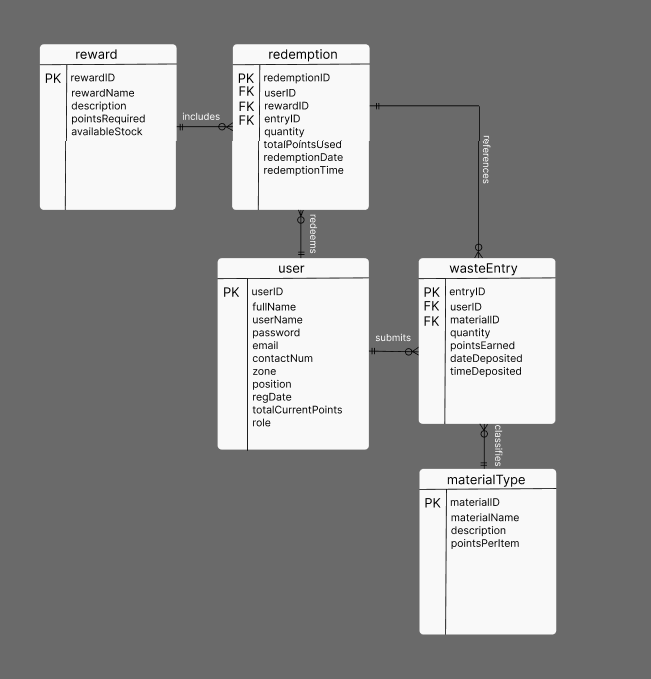 reward
PK rewardID
rewardName
description
pointsRequired
availableStock
includes
redemption
PK redemptionID
FK userID
FK rewardID
FK entryID
quantity
totalPointsUsed
redemptionDate
redemptionTime
references
redeems
user
PK userID
fullName
userName
password
email
contactNum
zone
position
regDate
totalCurrentPoints
role
submits
wasteEntry
PK entryID
FK userID
FK materialID
quantity
pointsEarned
dateDeposited
timeDeposited
classifies
materialType
PK materialID
materialName
description
pointsPerItem